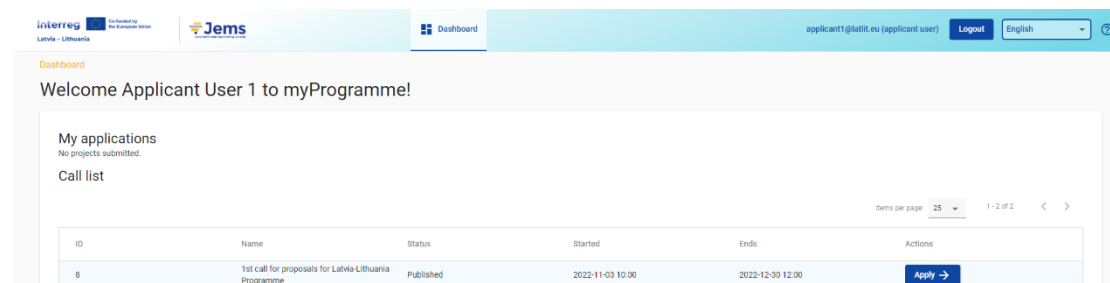 Interreg
Co-funded by
the European Union
Latvia – Lithuania
Jems
Dashboard
applicant1@latlit.eu (applicant user)
Logout
English
Dashboard
Welcome Applicant User 1 to myProgramme!
My applications
No projects submitted.
Call list
Items per page: 25
1 - 2 of 2
ID Name Status Started Ends Actions
8 1st call for proposals for Latvia-Lithuania Programme Published 2022-11-03 10:00 2022-12-30 12:00 Apply →